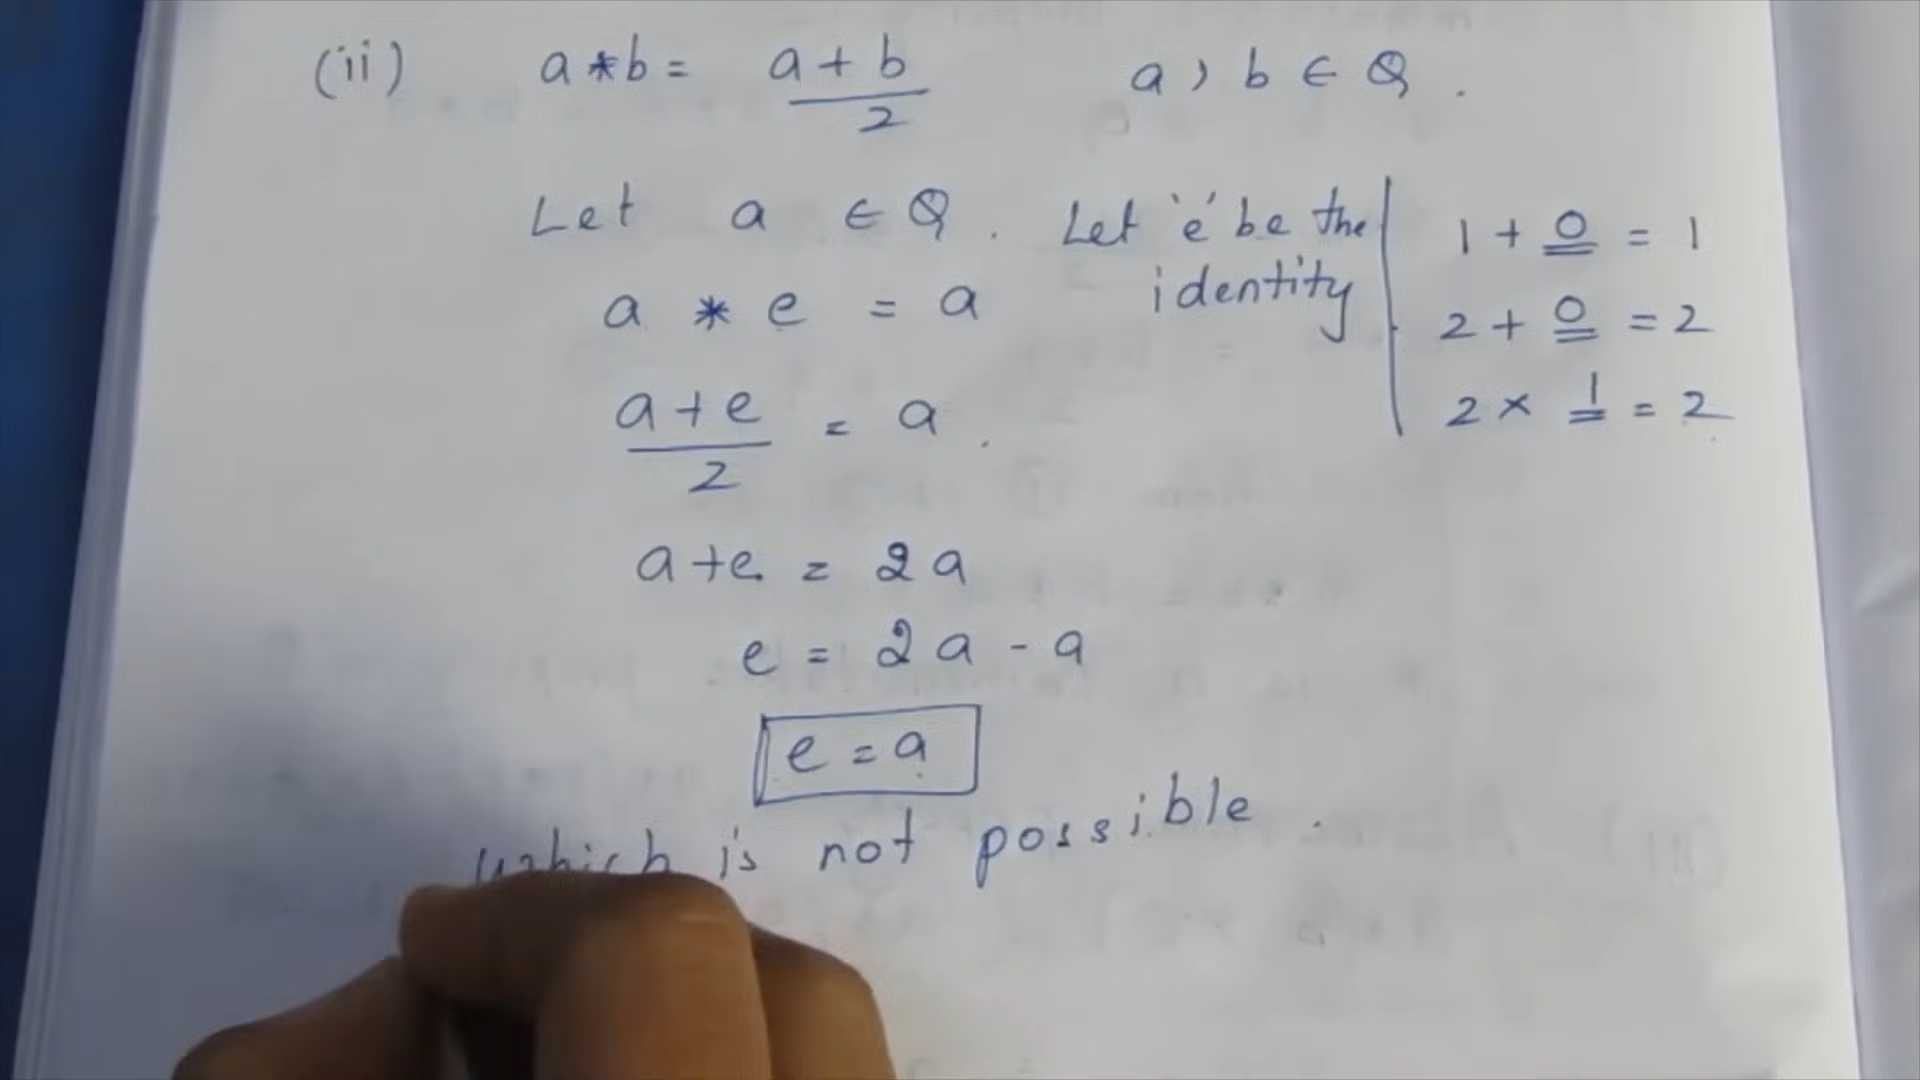 (ii) a * b = a + b / 2 a, b ∈ Q.
Let a ∈ Q. Let 'e' be the
identity
a * e = a
a + e / 2 = a.
a + e = 2a
e = 2a - a
e = a
which is not possible.
1 + 0 = 1
2 + 0 = 2
2 × 1 = 2